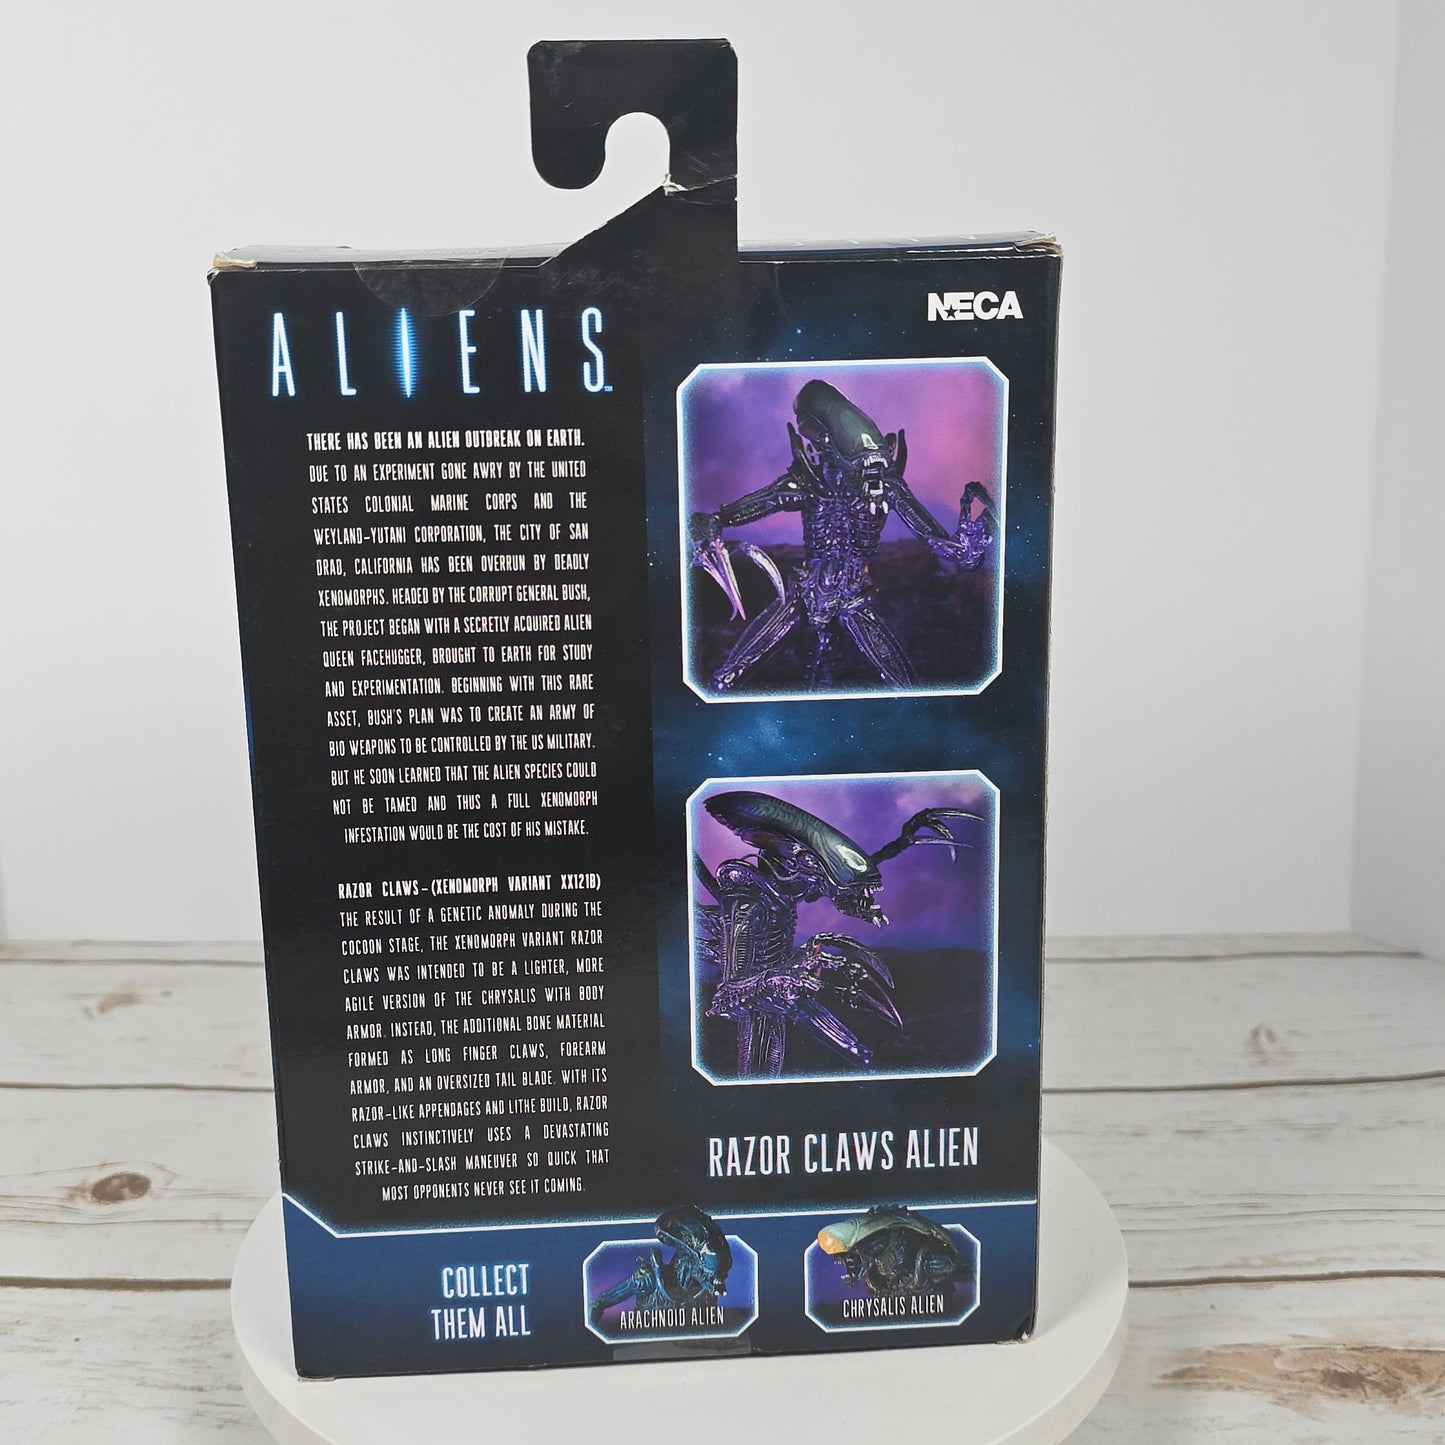 NECA
ALIENS™
THERE HAS BEEN AN ALIEN OUTBREAK ON EARTH.
DUE TO AN EXPERIMENT GONE AWRY BY THE UNITED
STATES COLONIAL MARINE CORPS AND THE
WEYLAND-YUTANI CORPORATION, THE CITY OF SAN
DRAD, CALIFORNIA HAS BEEN OVERRUN BY DEADLY
XENOMORPHS. HEADED BY THE CORRUPT GENERAL BUSH,
THE PROJECT BEGAN WITH A SECRETLY ACQUIRED ALIEN
QUEEN FACEHUGGER, BROUGHT TO EARTH FOR STUDY
AND EXPERIMENTATION. BEGINNING WITH THIS RARE
ASSET, BUSH'S PLAN WAS TO CREATE AN ARMY OF
BIO WEAPONS TO BE CONTROLLED BY THE US MILITARY.
BUT HE SOON LEARNED THAT THE ALIEN SPECIES COULD
NOT BE TAMED AND THUS A FULL XENOMORPH
INFESTATION WOULD BE THE COST OF HIS MISTAKE.
RAZOR CLAWS-(XENOMORPH VARIANT XX121B)
THE RESULT OF A GENETIC ANOMALY DURING THE
COCOON STAGE, THE XENOMORPH VARIANT RAZOR
CLAWS WAS INTENDED TO BE A LIGHTER, MORE
AGILE VERSION OF THE CHRYSALIS WITH BODY
ARMOR. INSTEAD, THE ADDITIONAL BONE MATERIAL
FORMED AS LONG FINGER CLAWS, FOREARM
ARMOR, AND AN OVERSIZED TAIL BLADE. WITH ITS
RAZOR-LIKE APPENDAGES AND LITHE BUILD, RAZOR
CLAWS INSTINCTIVELY USES A DEVASTATING
STRIKE-AND-SLASH MANEUVER SO QUICK THAT
MOST OPPONENTS NEVER SEE IT COMING.
RAZOR CLAWS ALIEN
COLLECT
THEM ALL
ARACHNOID ALIEN
CHRYSALIS ALIEN